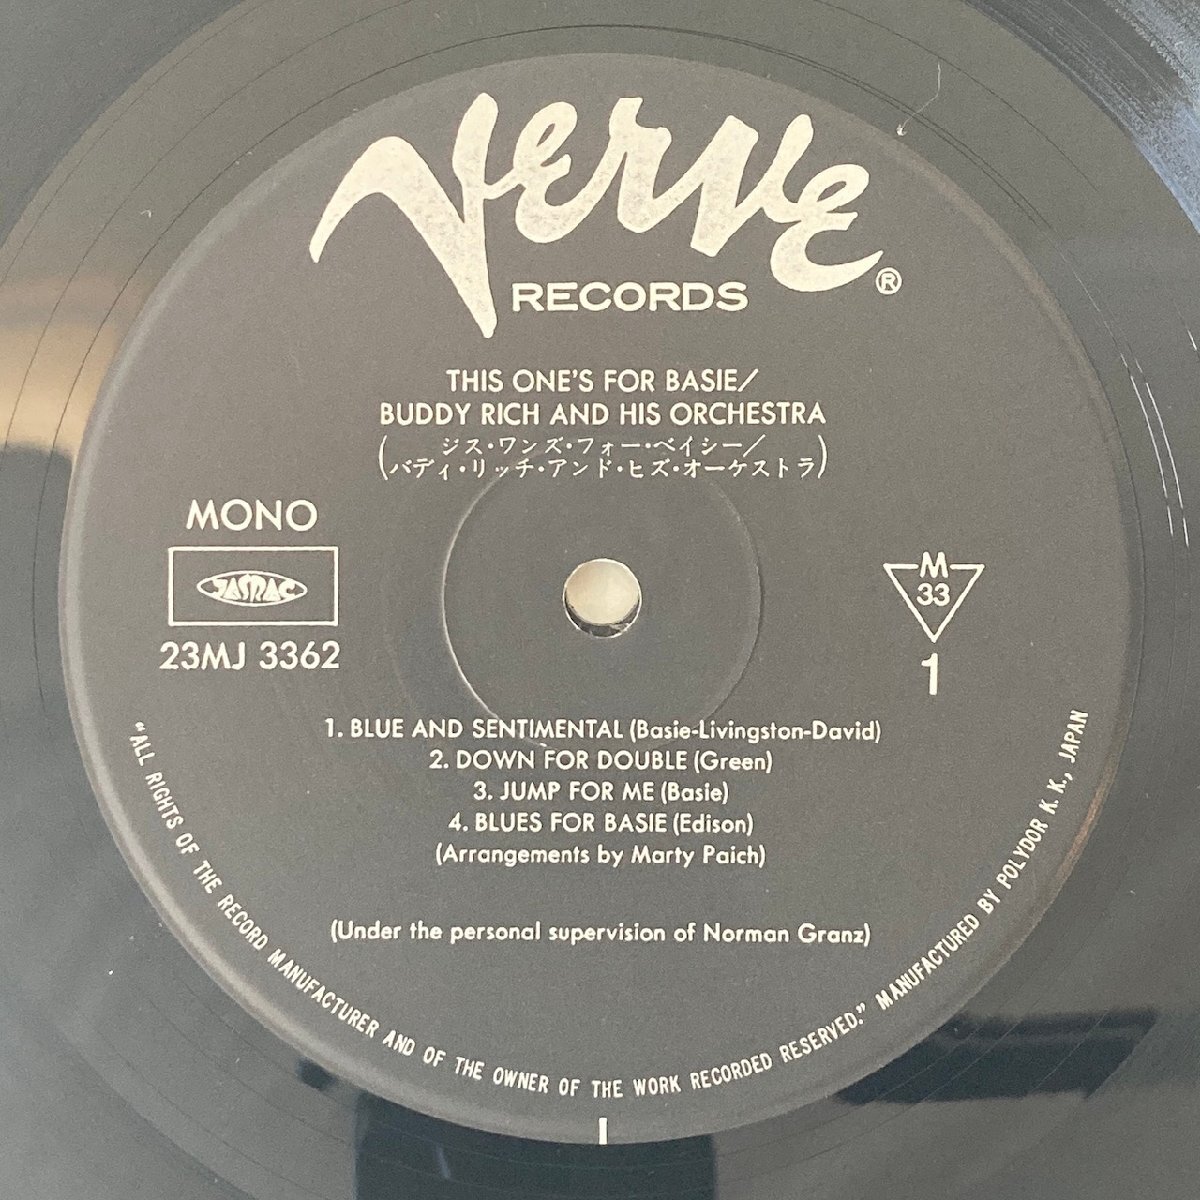 Verve
RECORDS
®
THIS ONE'S FOR BASIE/
BUDDY RICH AND HIS ORCHESTRA
(ジス・ワンズ・フォー・ベイシー/
バディ・リッチ・アンド・ヒズ・オーケストラ)
MONO
JASRAC
23MJ 3362
M
33
1
1. BLUE AND SENTIMENTAL (Basie-Livingston-David)
2. DOWN FOR DOUBLE (Green)
3. JUMP FOR ME (Basie)
4. BLUES FOR BASIE (Edison)
(Arrangements by Marty Paich)
(Under the personal supervision of Norman Granz)
"ALL RIGHTS OF THE RECORD MANUFACTURER AND OF THE OWNER OF THE WORK RECORDED RESERVED." MANUFACTURED BY POLYDOR K. K., JAPAN